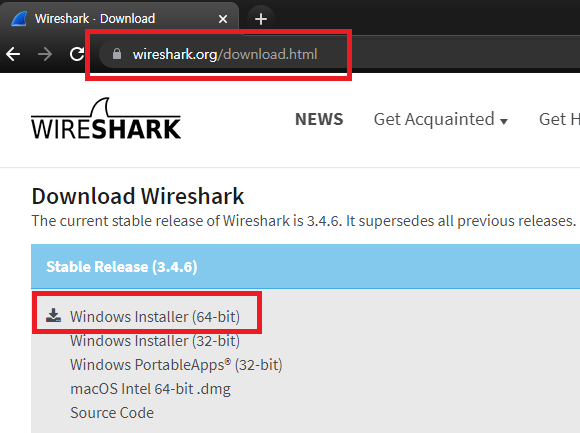 Wireshark · Download
wireshark.org/download.html
WIRESHARK
NEWS Get Acquainted Get H
Download Wireshark
The current stable release of Wireshark is 3.4.6. It supersedes all previous releases.
Stable Release (3.4.6)
Windows Installer (64-bit)
Windows Installer (32-bit)
Windows PortableApps® (32-bit)
macOS Intel 64-bit .dmg
Source Code